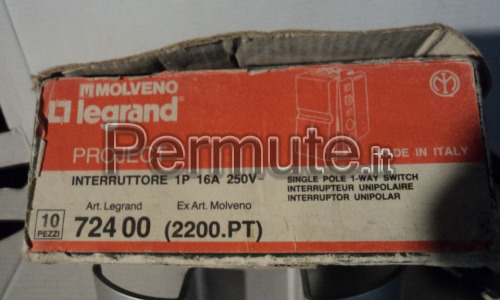 MOLVENO
legrand
PROJECT
MADE IN ITALY
INTERRUTTORE 1P 16A 250V~
SINGLE POLE 1-WAY SWITCH
INTERRUPTEUR UNIPOLAIRE
INTERRUPTOR UNIPOLAR
Art. Legrand Ex Art. Molveno
10 PEZZI
724 00 (2200.PT)
Permute.it